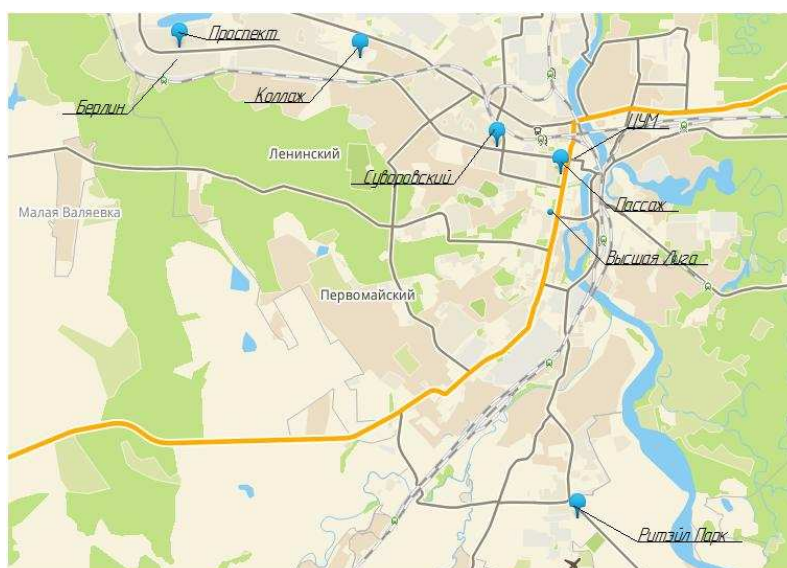 Проспект
Коллаж
Берлин
ЦУМ
Ленинский
Суворовский
Малая Валяевка
Пассаж
Высшая Лига
Первомайский
Ритэйл Парк